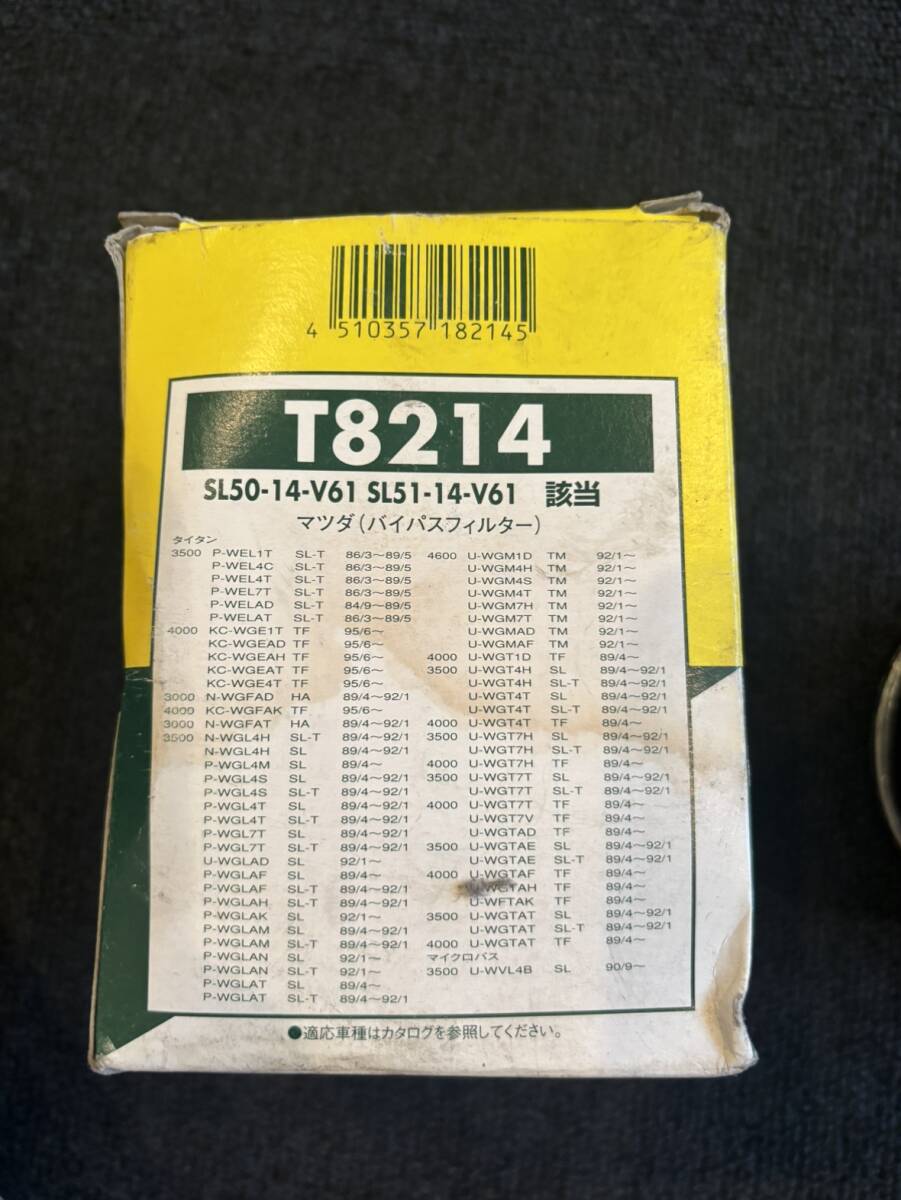 4 510357 182145
T8214
SL50-14-V61 SL51-14-V61 該当
マツダ(バイパスフィルター)
タイタン
3500 P-WEL1T SL-T 86/3～89/5
P-WEL4C SL-T 86/3～89/5
P-WEL4T SL-T 86/3～89/5
P-WEL7T SL-T 86/3～89/5
P-WELAD SL-T 84/9～89/5
P-WELAT SL-T 86/3～89/5
4000 KC-WGE1T TF 95/6～
KC-WGEAD TF 95/6～
KC-WGEAH TF 95/6～
KC-WGEAT TF 95/6～
KC-WGE4T TF 95/6～
3000 N-WGFAD HA 89/4～92/1
4000 KC-WGFAK TF 95/6～
3000 N-WGFAT HA 89/4～92/1
3500 N-WGL4H SL-T 89/4～92/1
N-WGL4H SL 89/4～92/1
P-WGL4M SL 89/4～
P-WGL4S SL 89/4～92/1
P-WGL4S SL-T 89/4～92/1
P-WGL4T SL 89/4～92/1
P-WGL4T SL-T 89/4～92/1
P-WGL7T SL 89/4～92/1
P-WGL7T SL-T 89/4～92/1
U-WGLAD SL 92/1～
P-WGLAF SL 89/4～
P-WGLAF SL-T 89/4～92/1
P-WGLAH SL-T 89/4～92/1
P-WGLAK SL 92/1～
P-WGLAM SL 89/4～92/1
P-WGLAM SL-T 89/4～92/1
P-WGLAN SL 92/1～
P-WGLAN SL-T 92/1～
P-WGLAT SL 89/4～
P-WGLAT SL-T 89/4～92/1
4600 U-WGM1D TM 92/1～
U-WGM4H TM 92/1～
U-WGM4S TM 92/1～
U-WGM4T TM 92/1～
U-WGM7H TM 92/1～
U-WGM7T TM 92/1～
U-WGMAD TM 92/1～
U-WGMAF TM 92/1～
4000 U-WGT1D TF 89/4～
3500 U-WGT4H SL 89/4～92/1
U-WGT4H SL-T 89/4～92/1
U-WGT4T SL 89/4～92/1
U-WGT4T SL-T 89/4～92/1
4000 U-WGT4T TF 89/4～
3500 U-WGT7H SL 89/4～92/1
U-WGT7H SL-T 89/4～92/1
4000 U-WGT7H TF 89/4～
3500 U-WGT7T SL 89/4～92/1
U-WGT7T SL-T 89/4～92/1
4000 U-WGT7T TF 89/4～
U-WGT7V TF 89/4～
U-WGTAD TF 89/4～
3500 U-WGTAE SL 89/4～92/1
U-WGTAE SL-T 89/4～92/1
4000 U-WGTAF TF 89/4～
U-WGTAH TF 89/4～
U-WFTAK TF 89/4～
3500 U-WGTAT SL 89/4～92/1
U-WGTAT SL-T 89/4～92/1
4000 U-WGTAT TF 89/4～
マイクロバス
3500 U-WVL4B SL 90/9～
●適応車種はカタログを参照してください。